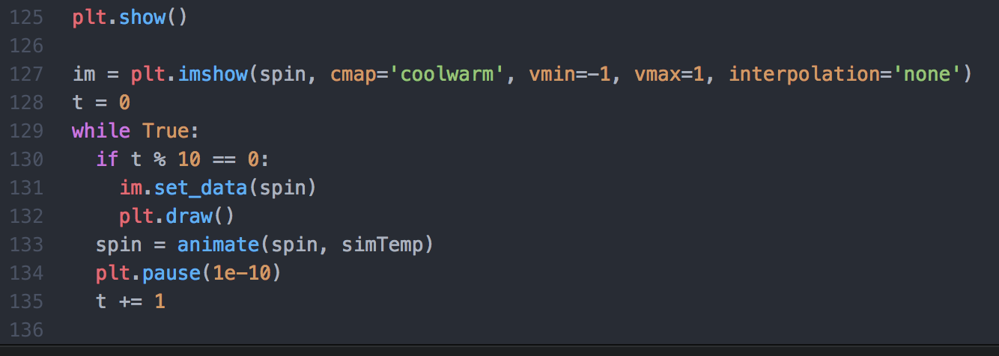 125 plt.show()
126
127 im = plt.imshow(spin, cmap='coolwarm', vmin=-1, vmax=1, interpolation='none')
128 t = 0
129 while True:
130   if t % 10 == 0:
131     im.set_data(spin)
132     plt.draw()
133   spin = animate(spin, simTemp)
134   plt.pause(1e-10)
135   t += 1
136